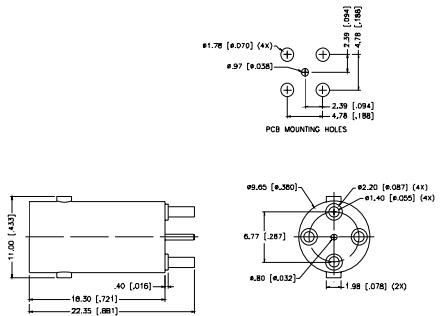 ø1.78 [ø.070] (4X)
2.39 [.094]
4.78 [.188]
ø.97 [ø.038]
2.39 [.094]
4.78 [.188]
PCB MOUNTING HOLES
ø9.65 [ø.380]
ø2.20 [ø.087] (4X)
ø1.40 [ø.055] (4X)
11.00 [.433]
6.77 [.267]
.40 [.016]
ø.80 [ø.032]
1.98 [.078] (2X)
18.30 [.721]
22.35 [.881]